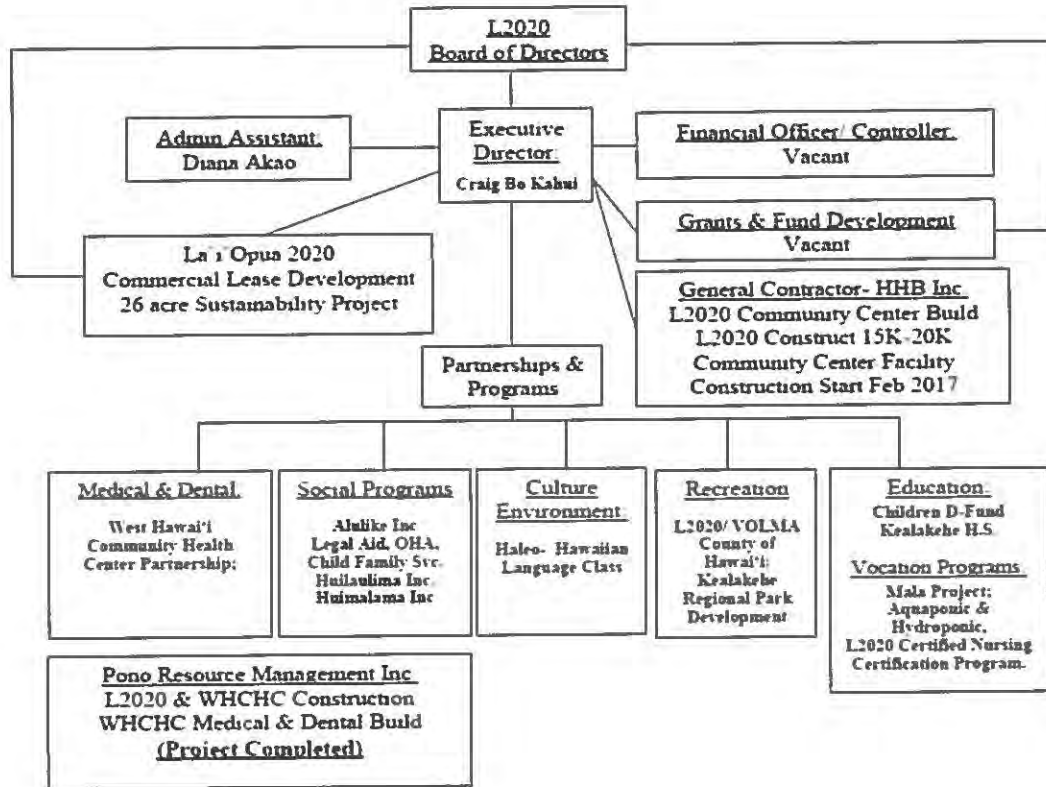 L2020
Board of Directors
Admin Assistant:
Diana Akao
Executive
Director:
Craig Bo Kahui
Financial Officer/ Controller:
Vacant
Grants & Fund Development
Vacant
La'i Opua 2020
Commercial Lease Development
26 acre Sustainability Project
General Contractor- HHB Inc
L2020 Community Center Build
L2020 Construct 15K-20K
Community Center Facility
Construction Start Feb 2017
Partnerships &
Programs
Medical & Dental:
West Hawai'i
Community Health
Center Partnership;
Social Programs
Alulike Inc
Legal Aid, OHA,
Child Family Svc.
Huilaulima Inc.
Huimalama Inc
Culture
Environment:
Haleo- Hawaiian
Language Class
Recreation
L2020/ VOLMA
County of
Hawai'i;
Kealakehe
Regional Park
Development
Education:
Children D-Fund
Kealakehe H.S.
Vocation Programs
Mala Project;
Aquaponic &
Hydroponic,
L2020 Certified Nursing
Certification Program.
Pono Resource Management Inc
L2020 & WHCHC Construction
WHCHC Medical & Dental Build
(Project Completed)